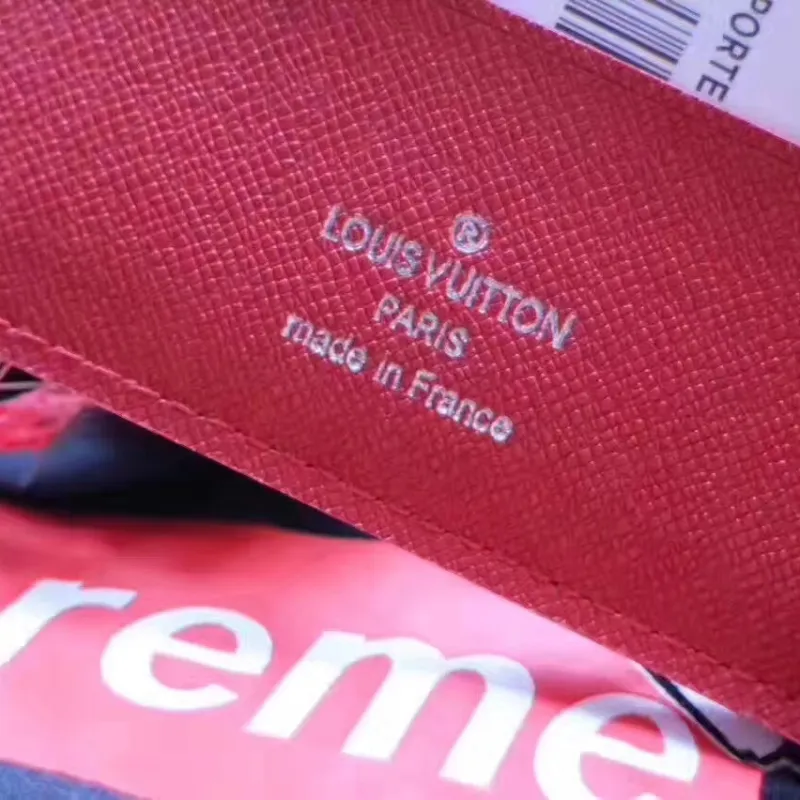 PORTE
®
LOUIS VUITTON
PARIS
made in France
reme